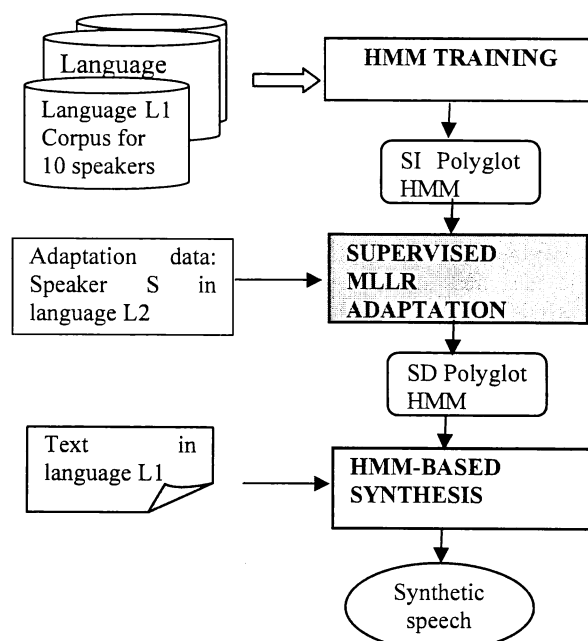 Language
Language L1
Corpus for
10 speakers
HMM TRAINING
SI Polyglot
HMM
Adaptation data:
Speaker S in
language L2
SUPERVISED
MLLR
ADAPTATION
SD Polyglot
HMM
Text in
language L1
HMM-BASED
SYNTHESIS
Synthetic
speech